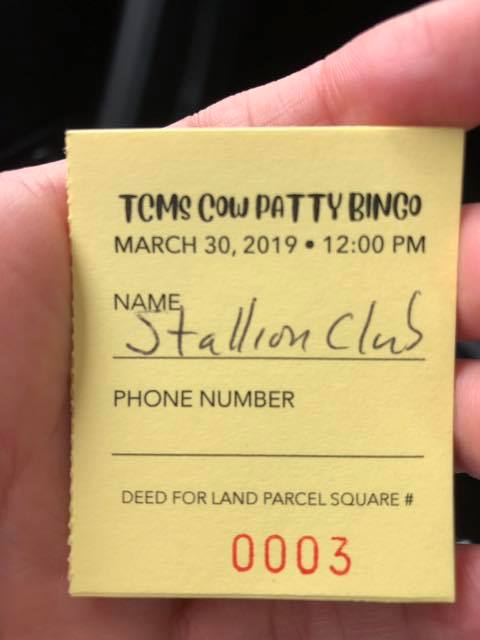 TCMS COW PATTY BINGO
MARCH 30, 2019 • 12:00 PM
NAME
Stallion Club
PHONE NUMBER
DEED FOR LAND PARCEL SQUARE #
0003